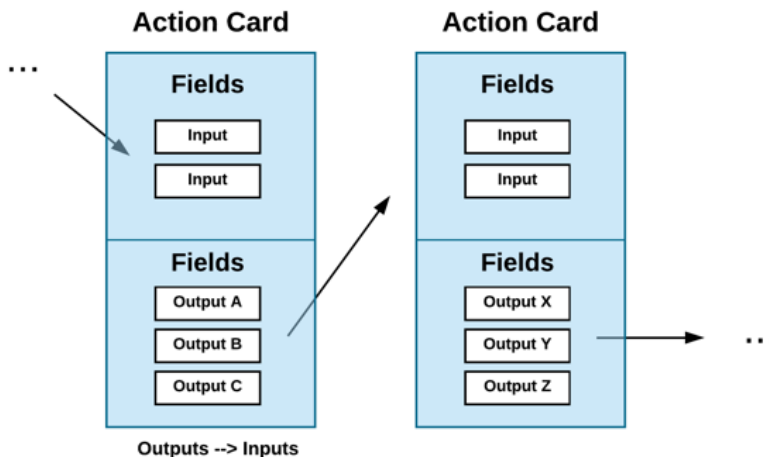 Action Card
...
Fields
Input
Input
Fields
Output A
Output B
Output C
Outputs --> Inputs
Action Card
Fields
Input
Input
Fields
Output X
Output Y
Output Z
..